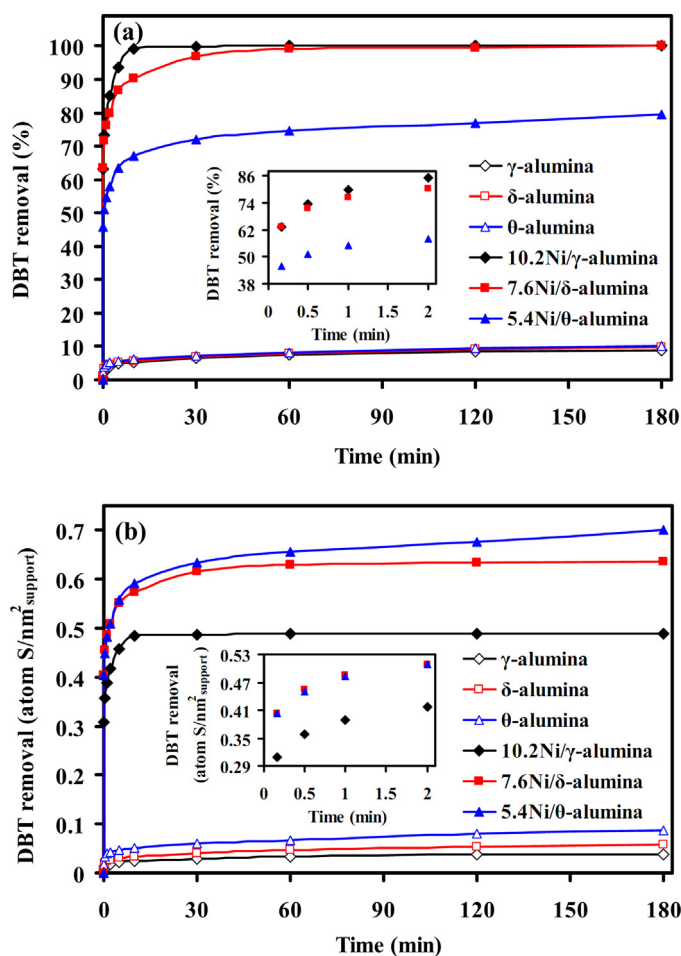 (a)
100
90
80
70
60
50
40
30
20
10
0
DBT removal (%)
86
74
62
50
38
DBT removal (%)
0 0.5 1 1.5 2
Time (min)
γ-alumina
δ-alumina
θ-alumina
10.2Ni/γ-alumina
7.6Ni/δ-alumina
5.4Ni/θ-alumina
0 30 60 90 120 150 180
Time (min)
(b)
0.7
0.6
0.5
0.4
0.3
0.2
0.1
0
DBT removal (atom S/nm²support)
0.53
0.47
0.41
0.35
0.29
DBT removal
(atom S/nm²support)
0 0.5 1 1.5 2
Time (min)
γ-alumina
δ-alumina
θ-alumina
10.2Ni/γ-alumina
7.6Ni/δ-alumina
5.4Ni/θ-alumina
0 30 60 90 120 150 180
Time (min)